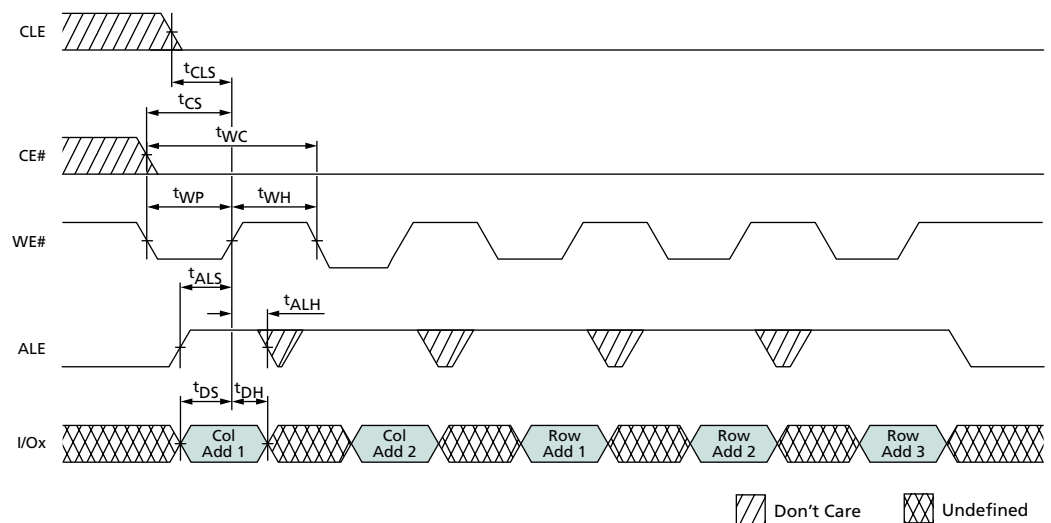 CLE
tCLS
tCS
tWC
CE#
tWP
tWH
WE#
tALS
tALH
ALE
tDS
tDH
I/Ox
Col
Add 1
Col
Add 2
Row
Add 1
Row
Add 2
Row
Add 3
Don't Care
Undefined